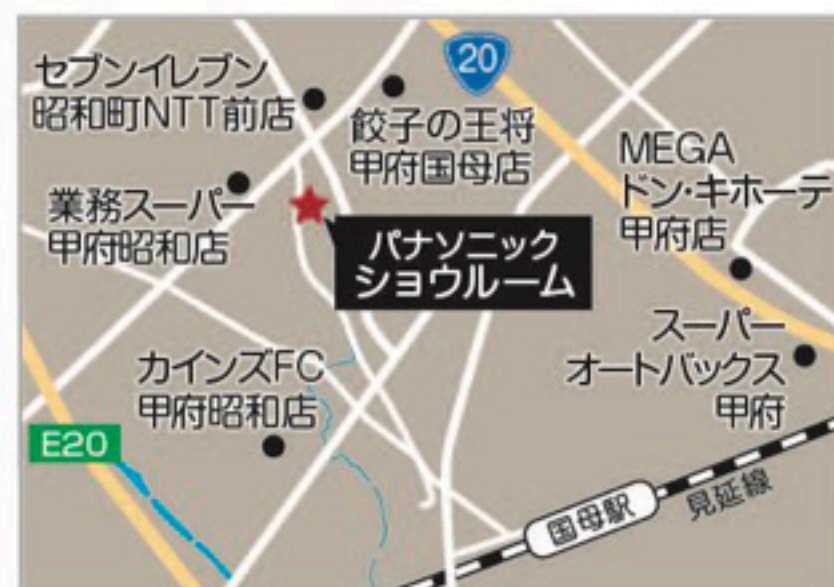 20
セブンイレブン
昭和町NTT前店
餃子の王将
甲府国母店
MEGA
ドン・キホーテ
甲府店
業務スーパー
甲府昭和店
パナソニック
ショウルーム
スーパー
オートバックス
甲府
カインズFC
甲府昭和店
E20
国母駅
見延線